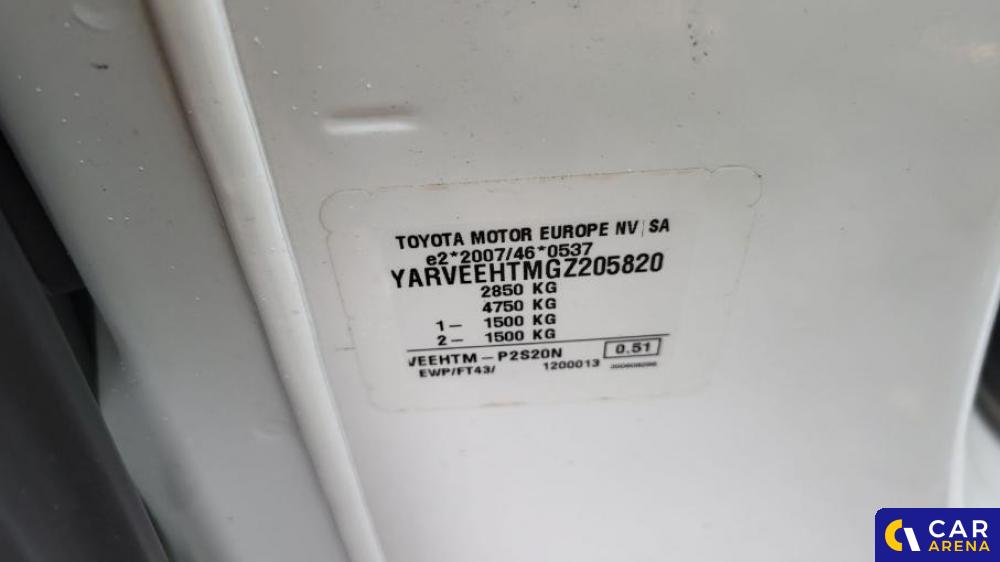 TOYOTA MOTOR EUROPE NV SA
e2*2007/46*0537
YARVEEHTMGZ205820
2850 KG
4750 KG
1- 1500 KG
2- 1500 KG
VEEHTM-P2S20N 0.51
EWP/FT43/ 1200013
CAR
ARENA